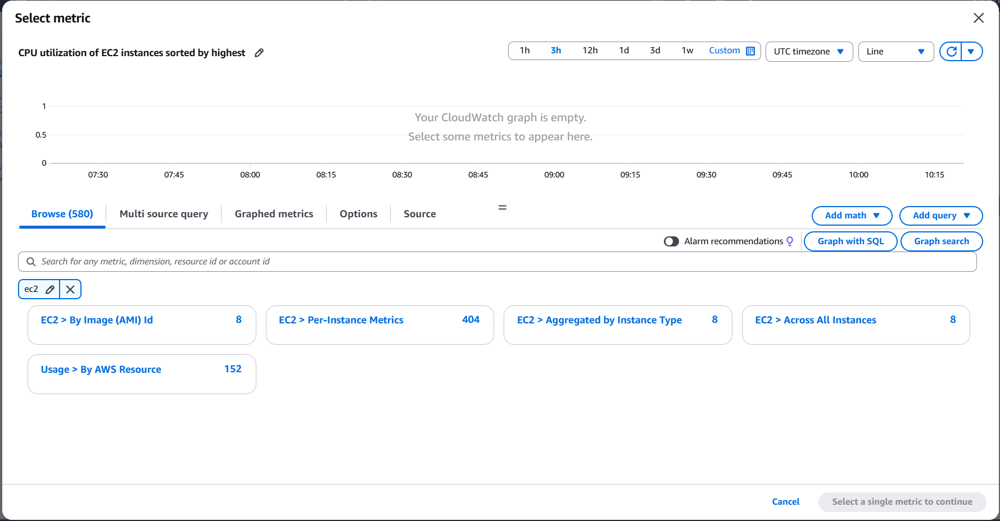 Select metric
CPU utilization of EC2 instances sorted by highest
1h 3h 12h 1d 3d 1w Custom UTC timezone Line
1
Your CloudWatch graph is empty.
0.5
Select some metrics to appear here.
0
07:30 07:45 08:00 08:15 08:30 08:45 09:00 09:15 09:30 09:45 10:00 10:15
Browse (580) Multi source query Graphed metrics Options Source Add math Add query
Alarm recommendations Graph with SQL Graph search
Search for any metric, dimension, resource id or account id
ec2
EC2 > By Image (AMI) Id 8 EC2 > Per-Instance Metrics 404 EC2 > Aggregated by Instance Type 8 EC2 > Across All Instances 8
Usage > By AWS Resource 152
Cancel Select a single metric to continue